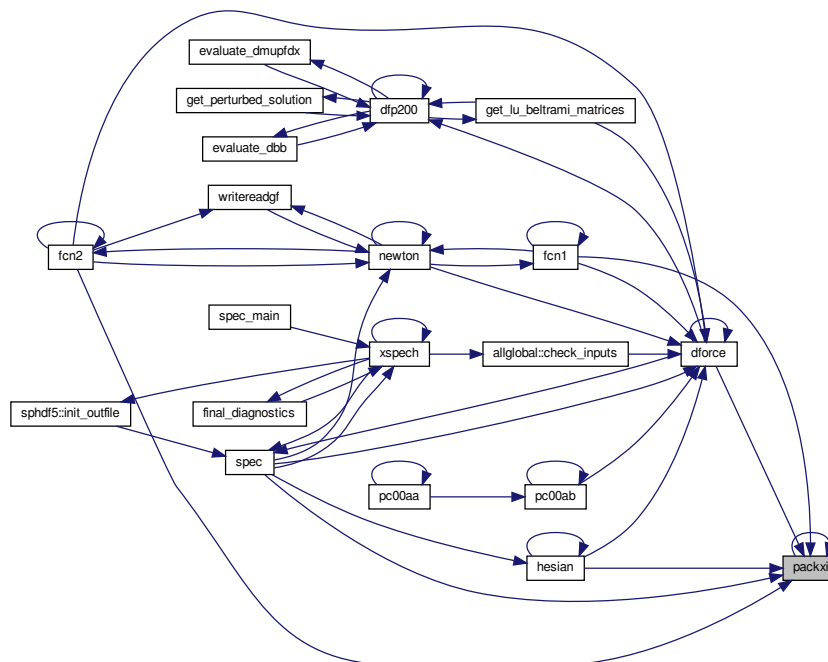 evaluate_dmupfdx
get_perturbed_solution
dfp200
get_lu_beltrami_matrices
evaluate_dbb
writereadgf
fcn2
newton
fcn1
spec_main
xspech
allglobal::check_inputs
dforce
sphdf5::init_outfile
final_diagnostics
spec
pc00aa
pc00ab
hesian
packxi